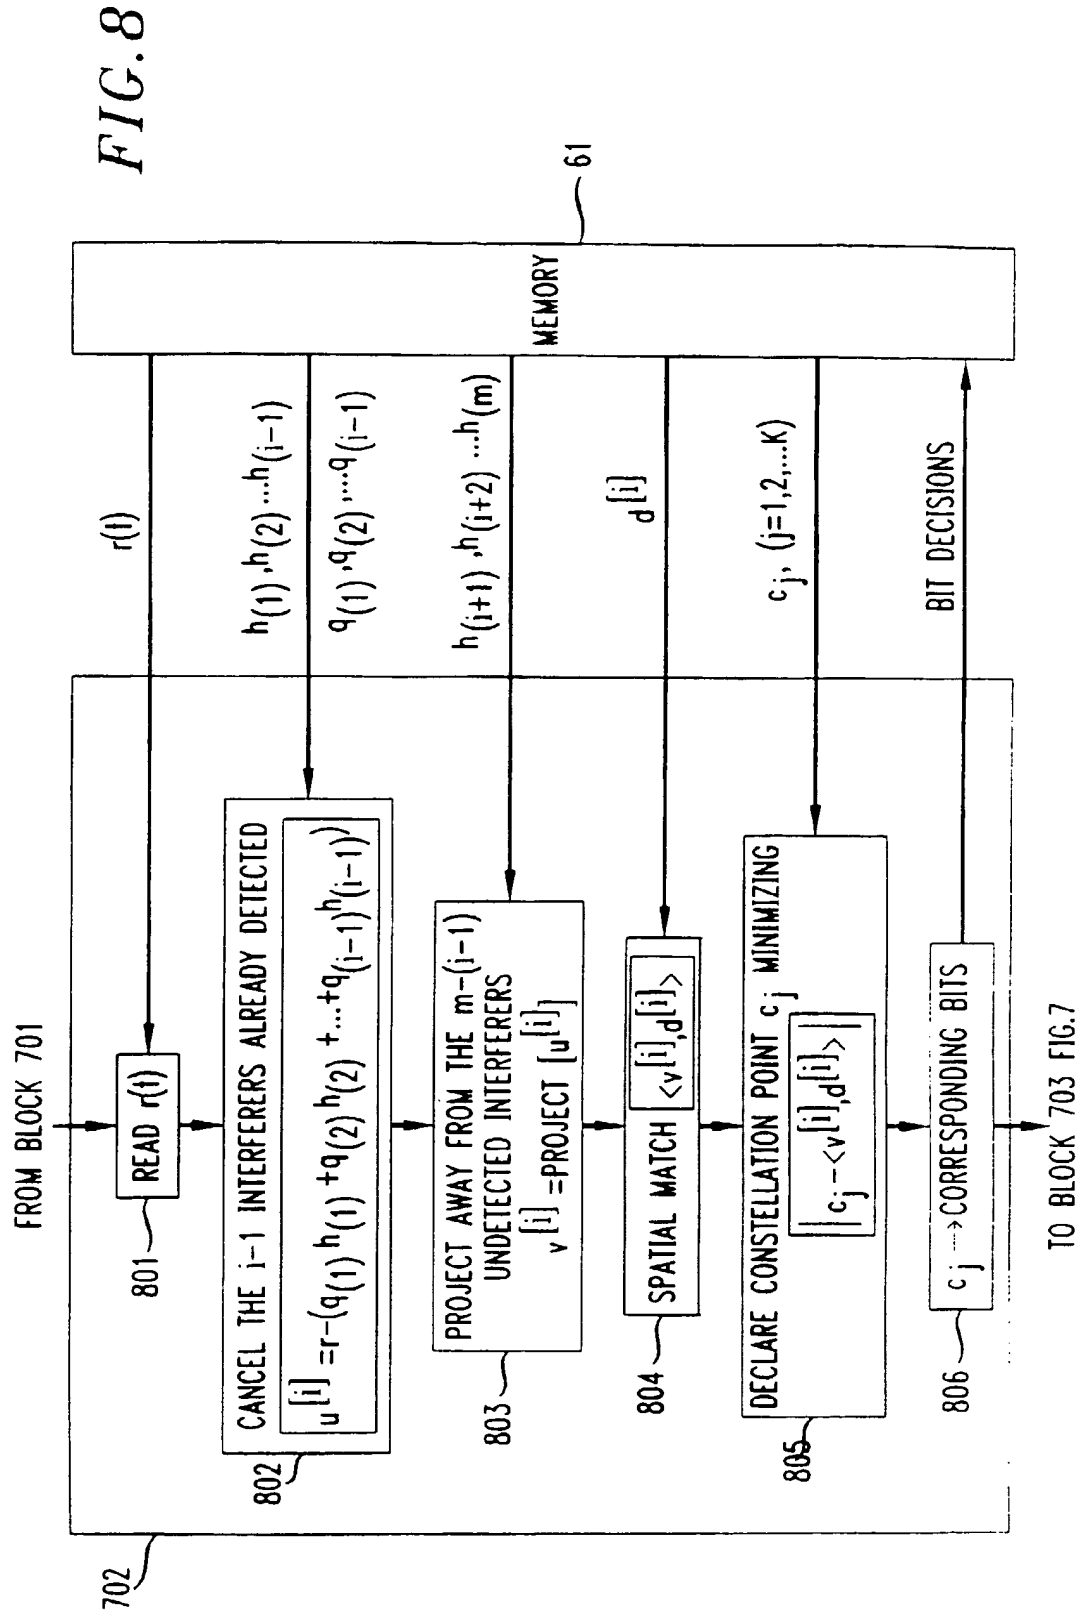 FIG. 8
FROM BLOCK 701
702
READ r(t)
801
r(t)
CANCEL THE i-1 INTERFERERS ALREADY DETECTED
u[i] =r-(q(1)h(1) +q(2)h(2) +...+q(i-1)h(i-1))
802
h(1),h(2)...h(i-1)
q(1),q(2),...q(i-1)
PROJECT AWAY FROM THE m-(i-1)
UNDETECTED INTERFERERS
v[i] =PROJECT [u[i]]
803
h(i+1),h(i+2) ...h(m)
SPATIAL MATCH <v[i],d[i]>
804
d[i]
DECLARE CONSTELLATION POINT cj MINIMIZING
|cj-<v[i],d[i]>|
805
cj, (j=1,2,...K)
cj ⇢ CORRESPONDING BITS
806
BIT DECISIONS
MEMORY
61
TO BLOCK 703 FIG.7